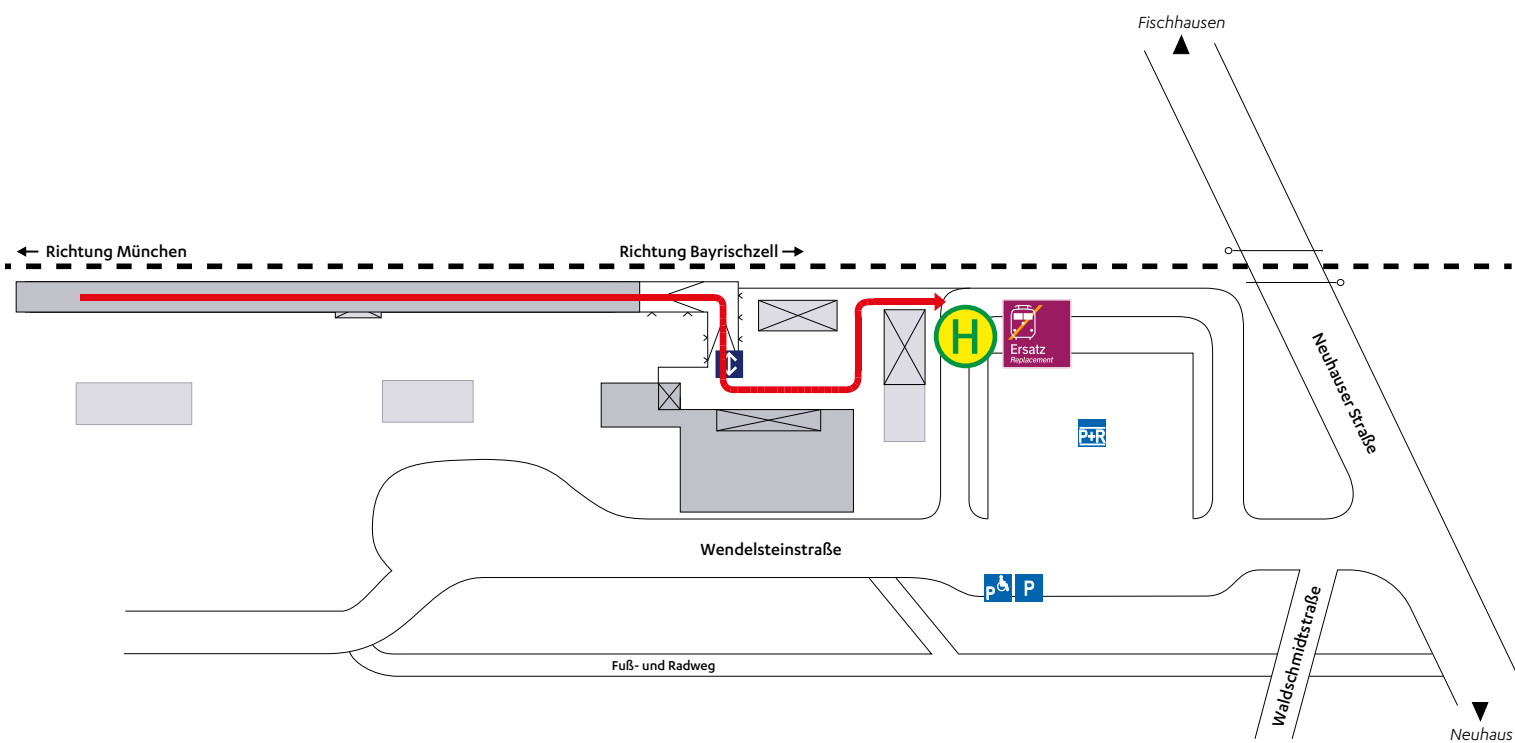 Fischhausen
Richtung München
Richtung Bayrischzell
H
Ersatz
Replacement
Neuhauser Straße
P+R
Wendelsteinstraße
P
P
Waldschmidtstraße
Fuß- und Radweg
Neuhaus